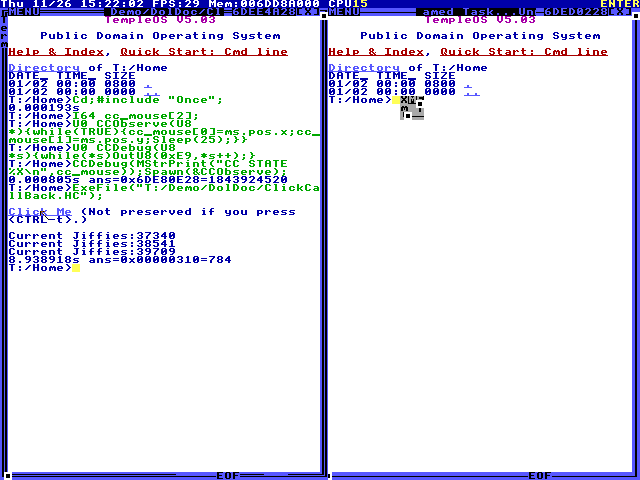 Thu 11/26 15:22:02 FPS:29 Mem:006DD8A000 CPU15 ENTER
MENU Demo/DolDoc/Cl 6DEE4A28[X]
TempleOS V5.03
Public Domain Operating System
Help & Index, Quick Start: Cmd line
Directory of T:/Home
DATE_ TIME_ SIZE
01/02 00:00 0800 .
01/02 00:00 0000 ..
T:/Home>Cd;#include "Once";
0.000193s
T:/Home>I64 cc_mouse[2];
T:/Home>U0 CCObserve(U8
*){while(TRUE){cc_mouse[0]=ms.pos.x;cc_
mouse[1]=ms.pos.y;Sleep(25);}}
T:/Home>U0 CCDebug(U8
*s){while(*s)OutU8(0xE9,*s++);}
T:/Home>CCDebug(MStrPrint("CC STATE
%X\n",cc_mouse));Spawn(&CCObserve);
0.000805s ans=0x6DE80E28=1843924520
T:/Home>ExeFile("T:/Demo/DolDoc/ClickCa
llBack.HC");
Click Me (Not preserved if you press
<CTRL-t>.)
Current Jiffies:37340
Current Jiffies:38541
Current Jiffies:39709
8.938918s ans=0x00000310=784
T:/Home>
EOF
MENU amed Task...Un 6DED0228[X]
TempleOS V5.03
Public Domain Operating System
Help & Index, Quick Start: Cmd line
Directory of T:/Home
DATE_ TIME_ SIZE
01/02 00:00 0800 .
01/02 00:00 0000 ..
T:/Home>
EOF